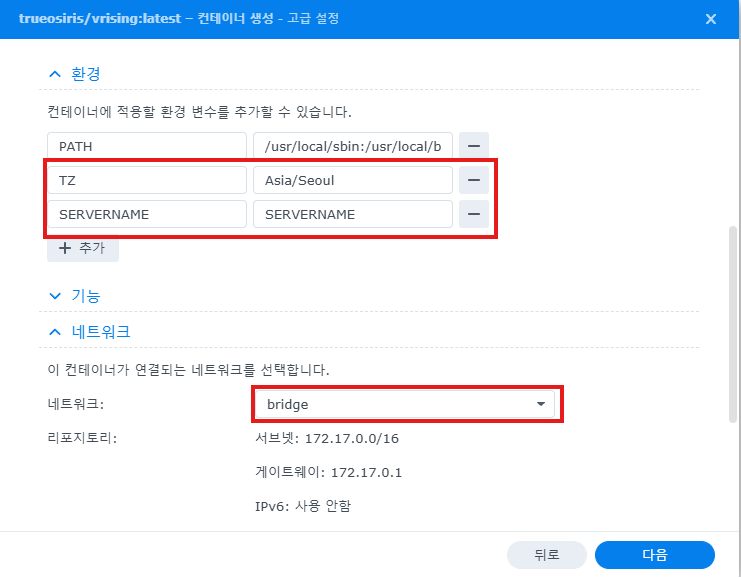 trueosiris/vrising:latest – 컨테이너 생성 - 고급 설정
환경
컨테이너에 적용할 환경 변수를 추가할 수 있습니다.
PATH /usr/local/sbin:/usr/local/b
TZ Asia/Seoul
SERVERNAME SERVERNAME
추가
기능
네트워크
이 컨테이너가 연결되는 네트워크를 선택합니다.
네트워크: bridge
리포지토리: 서브넷: 172.17.0.0/16
게이트웨이: 172.17.0.1
IPv6: 사용 안함
뒤로 다음